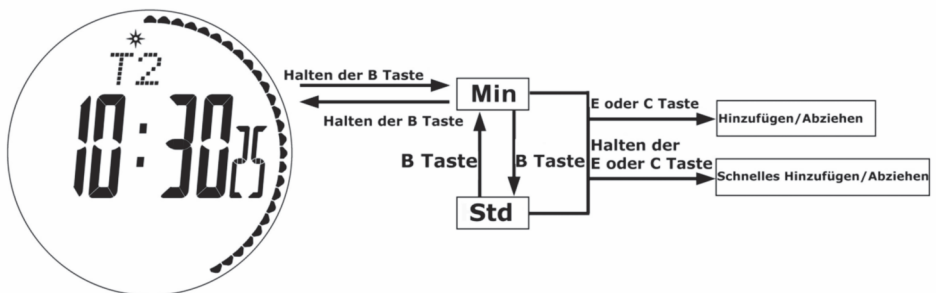 T2
10:30 25
Halten der B Taste
Halten der B Taste
Min
B Taste
B Taste
Std
E oder C Taste
Hinzufügen/Abziehen
Halten der
E oder C Taste
Schnelles Hinzufügen/Abziehen